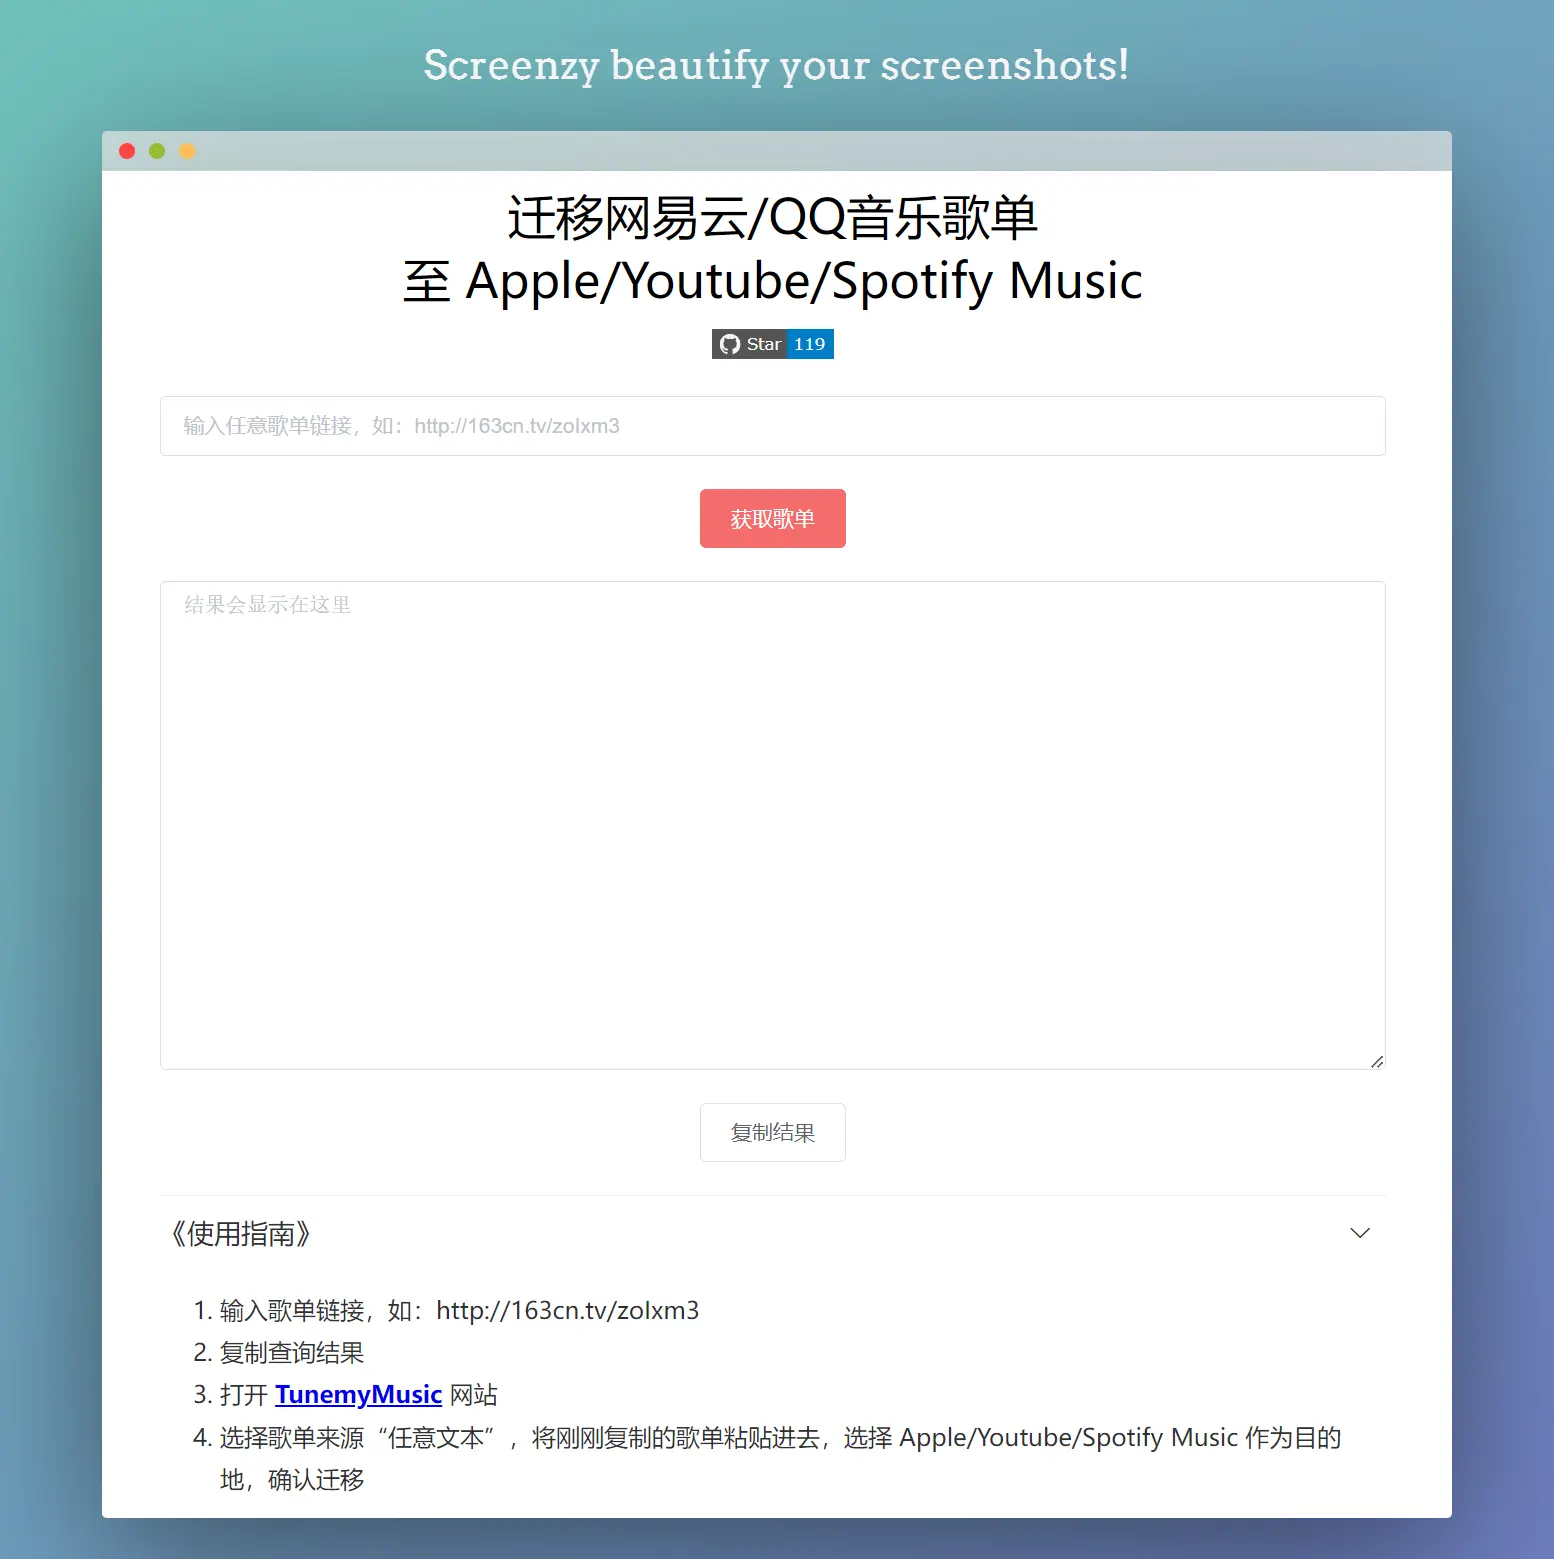 Screenzy beautify your screenshots!
迁移网易云/QQ音乐歌单
至 Apple/Youtube/Spotify Music
Star 119
输入任意歌单链接，如：http://163cn.tv/zoIxm3
获取歌单
结果会显示在这里
复制结果
《使用指南》
1. 输入歌单链接，如：http://163cn.tv/zoIxm3
2. 复制查询结果
3. 打开 TunemyMusic 网站
4. 选择歌单来源“任意文本”，将刚刚复制的歌单粘贴进去，选择 Apple/Youtube/Spotify Music 作为目的
地，确认迁移